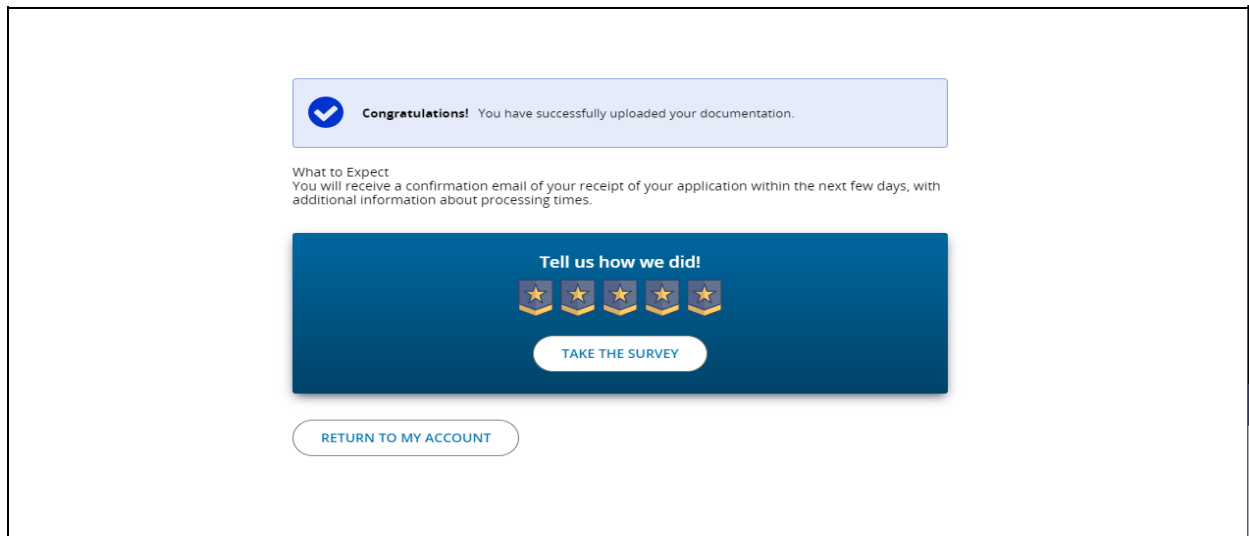 Congratulations! You have successfully uploaded your documentation.
What to Expect
You will receive a confirmation email of your receipt of your application within the next few days, with
additional information about processing times.
Tell us how we did!
TAKE THE SURVEY
RETURN TO MY ACCOUNT